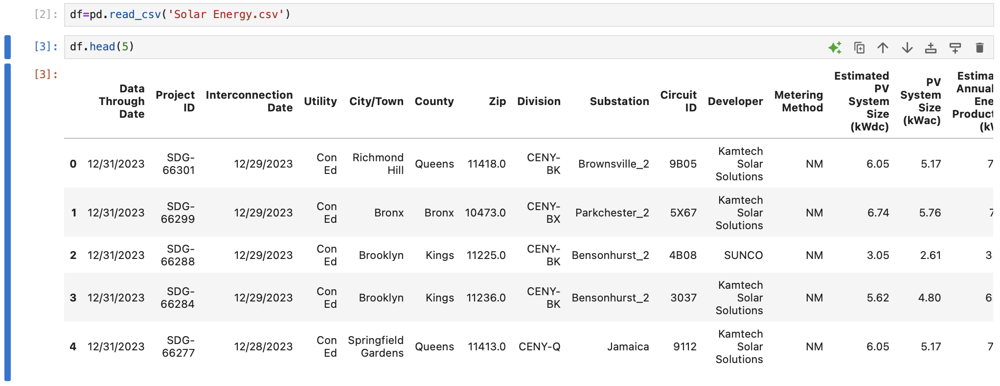 [2]: df=pd.read_csv('Solar Energy.csv')
[3]: df.head(5)
[3]:
Data Through Date Project ID Interconnection Date Utility City/Town County Zip Division Substation Circuit ID Developer Metering Method Estimated PV System Size (kWdc) PV System Size (kWac)
0 12/31/2023 SDG-66301 12/29/2023 Con Ed Richmond Hill Queens 11418.0 CENY-BK Brownsville_2 9B05 Kamtech Solar Solutions NM 6.05 5.17 7
1 12/31/2023 SDG-66299 12/29/2023 Con Ed Bronx Bronx 10473.0 CENY-BX Parkchester_2 5X67 Kamtech Solar Solutions NM 6.74 5.76 7
2 12/31/2023 SDG-66288 12/29/2023 Con Ed Brooklyn Kings 11225.0 CENY-BK Bensonhurst_2 4B08 SUNCO NM 3.05 2.61 3
3 12/31/2023 SDG-66284 12/29/2023 Con Ed Brooklyn Kings 11236.0 CENY-BK Bensonhurst_2 3037 Kamtech Solar Solutions NM 5.62 4.80 6
4 12/31/2023 SDG-66277 12/28/2023 Con Ed Springfield Gardens Queens 11413.0 CENY-Q Jamaica 9112 Kamtech Solar Solutions NM 6.05 5.17 7